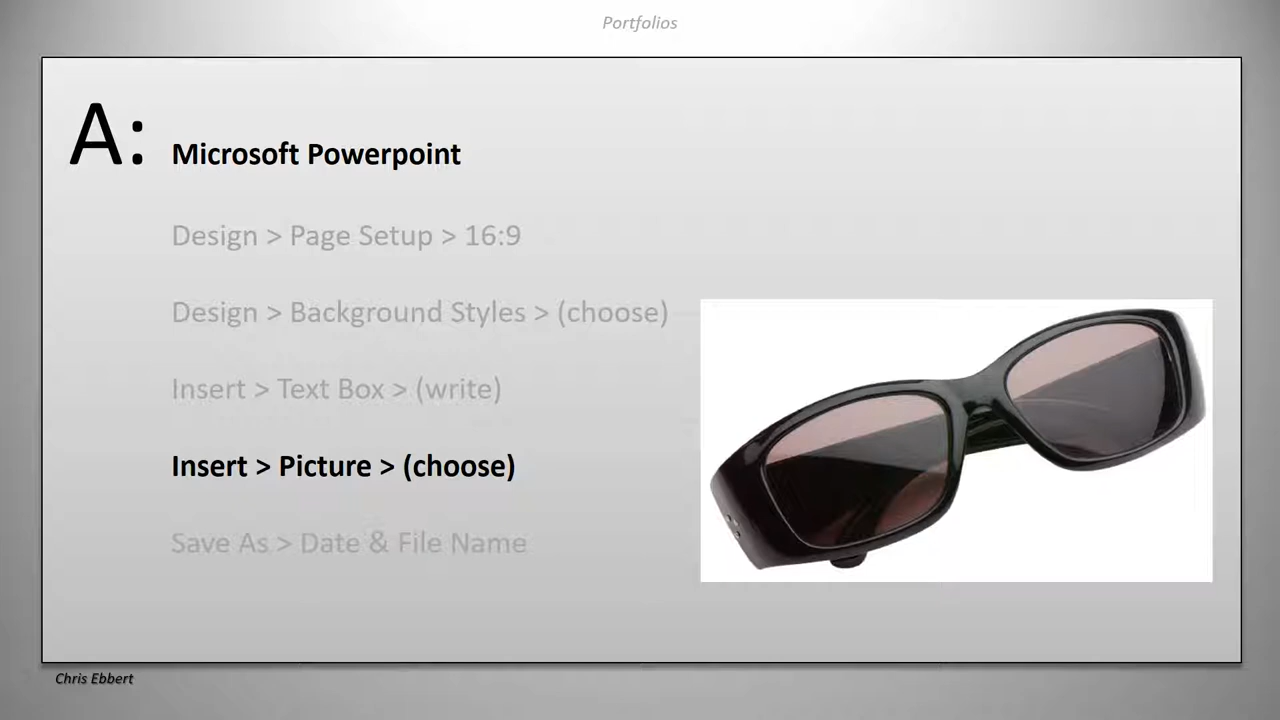 Portfolios
A: Microsoft Powerpoint
Design > Page Setup > 16:9
Design > Background Styles > (choose)
Insert > Text Box > (write)
Insert > Picture > (choose)
Save As > Date & File Name
Chris Ebbert